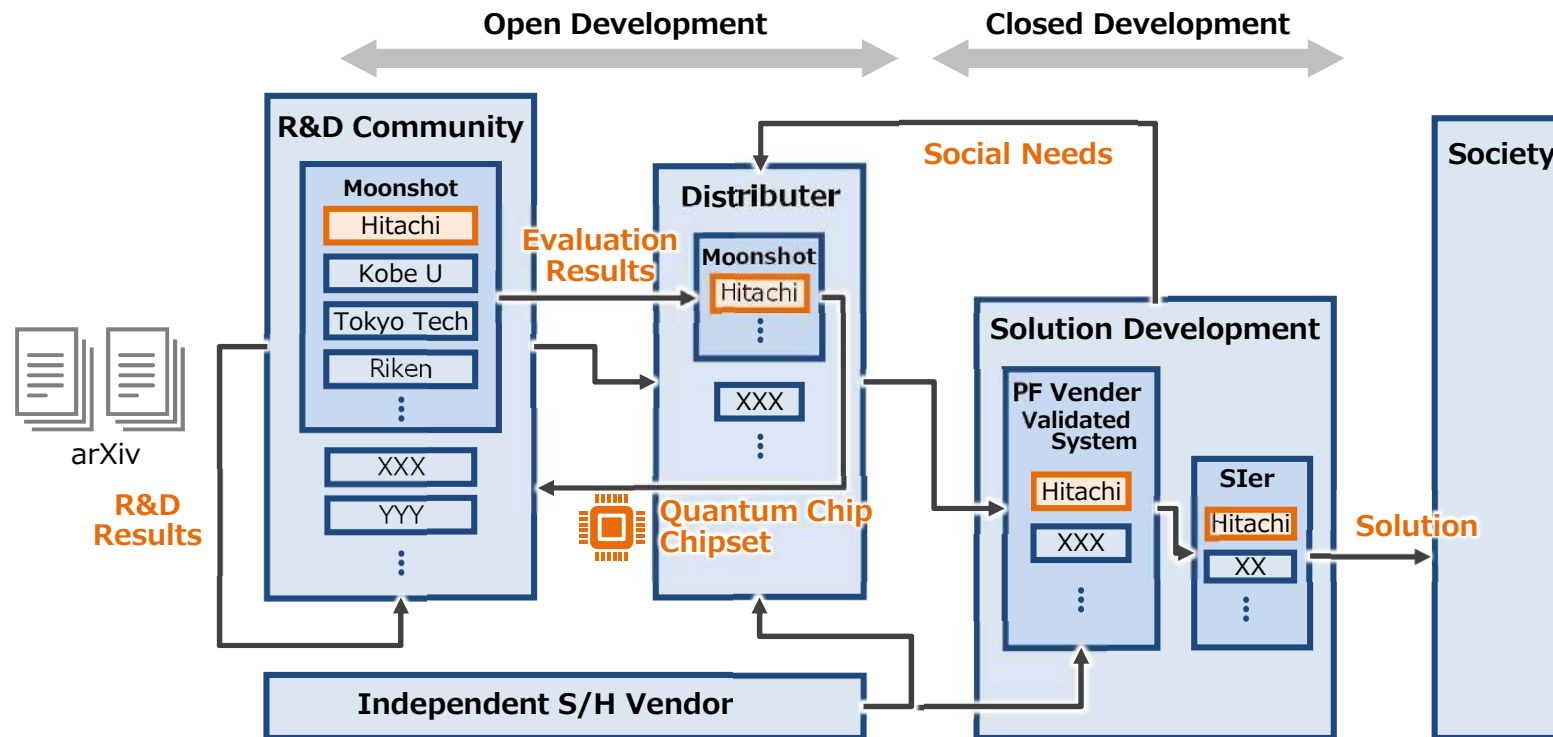 Open Development
Closed Development
R&D Community
Moonshot
Hitachi
Kobe U
Tokyo Tech
Riken
XXX
YYY
arXiv
R&D
Results
Evaluation
Results
Distributer
Moonshot
Hitachi
XXX
Quantum Chip
Chipset
Social Needs
Solution Development
PF Vender
Validated
System
Hitachi
XXX
SIer
Hitachi
XX
Solution
Society
Independent S/H Vendor